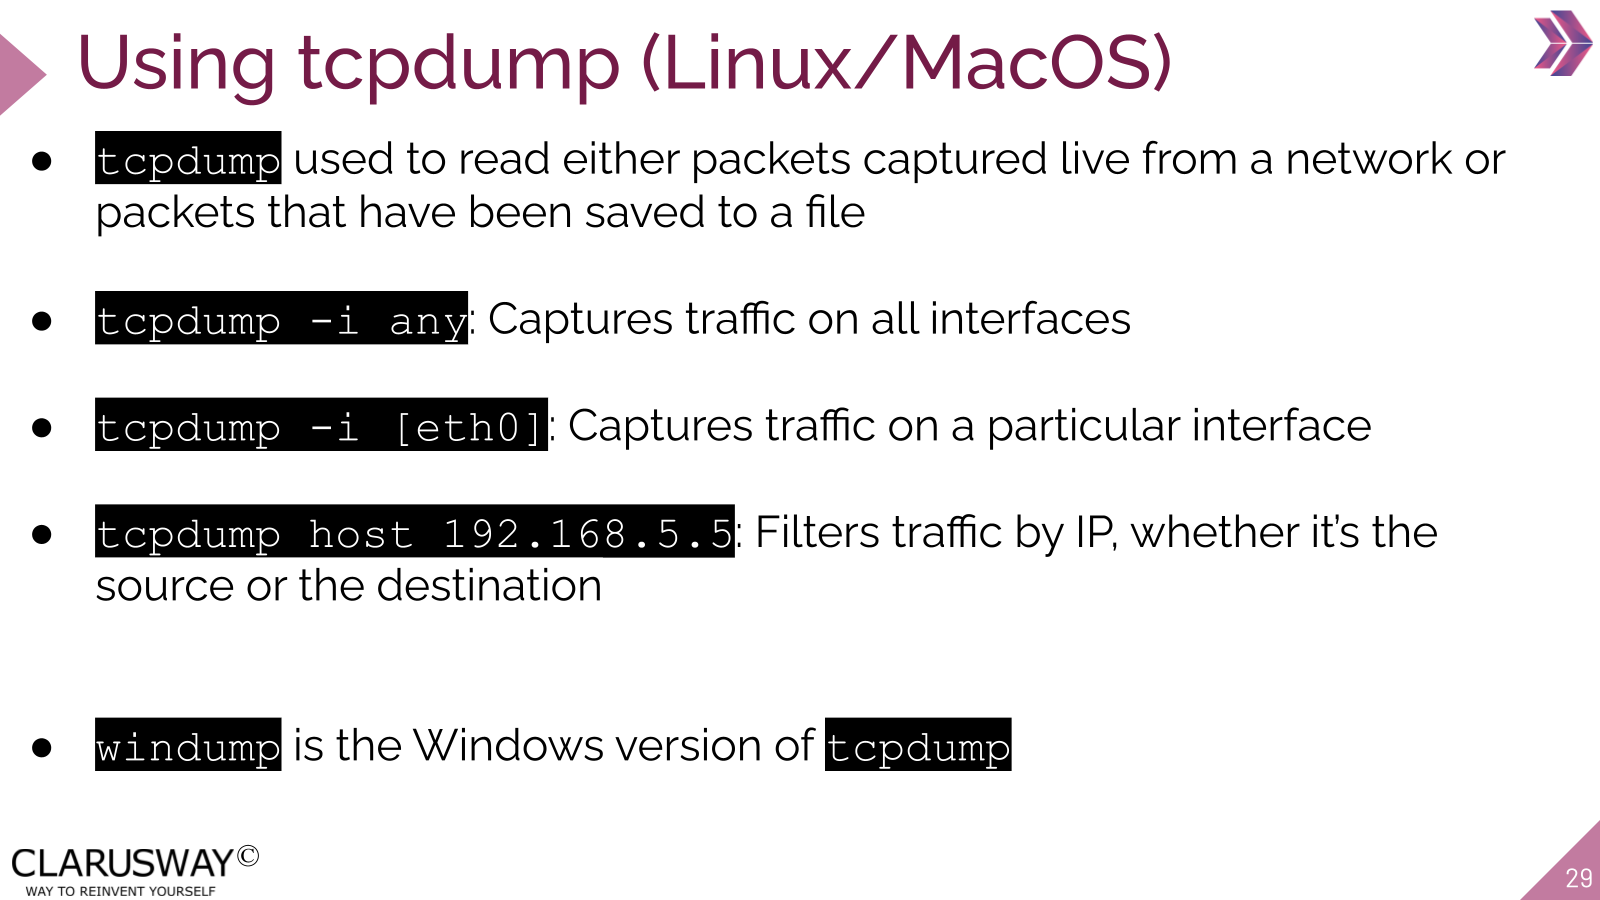 Using tcpdump (Linux/MacOS)
● tcpdump used to read either packets captured live from a network or
packets that have been saved to a file
● tcpdump -i any: Captures traffic on all interfaces
● tcpdump -i [eth0]: Captures traffic on a particular interface
● tcpdump host 192.168.5.5: Filters traffic by IP, whether it’s the
source or the destination
● windump is the Windows version of tcpdump
CLARUSWAY©
WAY TO REINVENT YOURSELF
29